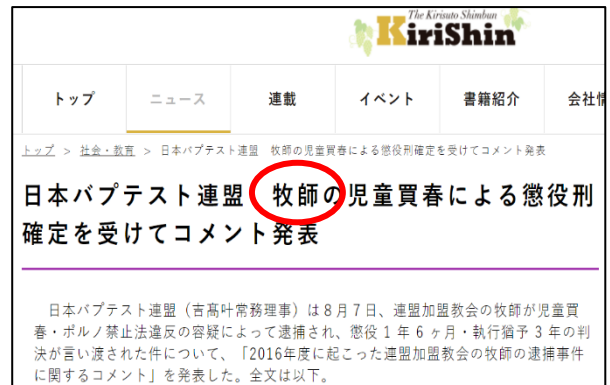 The Kirisuto Shimbun
KiriShin
トップ ニュース 連載 イベント 書籍紹介 会社情
トップ > 社会・教育 > 日本バプテスト連盟　牧師の児童買春による懲役刑確定を受けてコメント発表
日本バプテスト連盟　牧師の児童買春による懲役刑
確定を受けてコメント発表
日本バプテスト連盟（吉髙叶常務理事）は８月７日、連盟加盟教会の牧師が児童買
春・ポルノ禁止法違反の容疑によって逮捕され、懲役１年６ヶ月・執行猶予３年の判
決が言い渡された件について、「2016年度に起こった連盟加盟教会の牧師の逮捕事件
に関するコメント」を発表した。全文は以下。